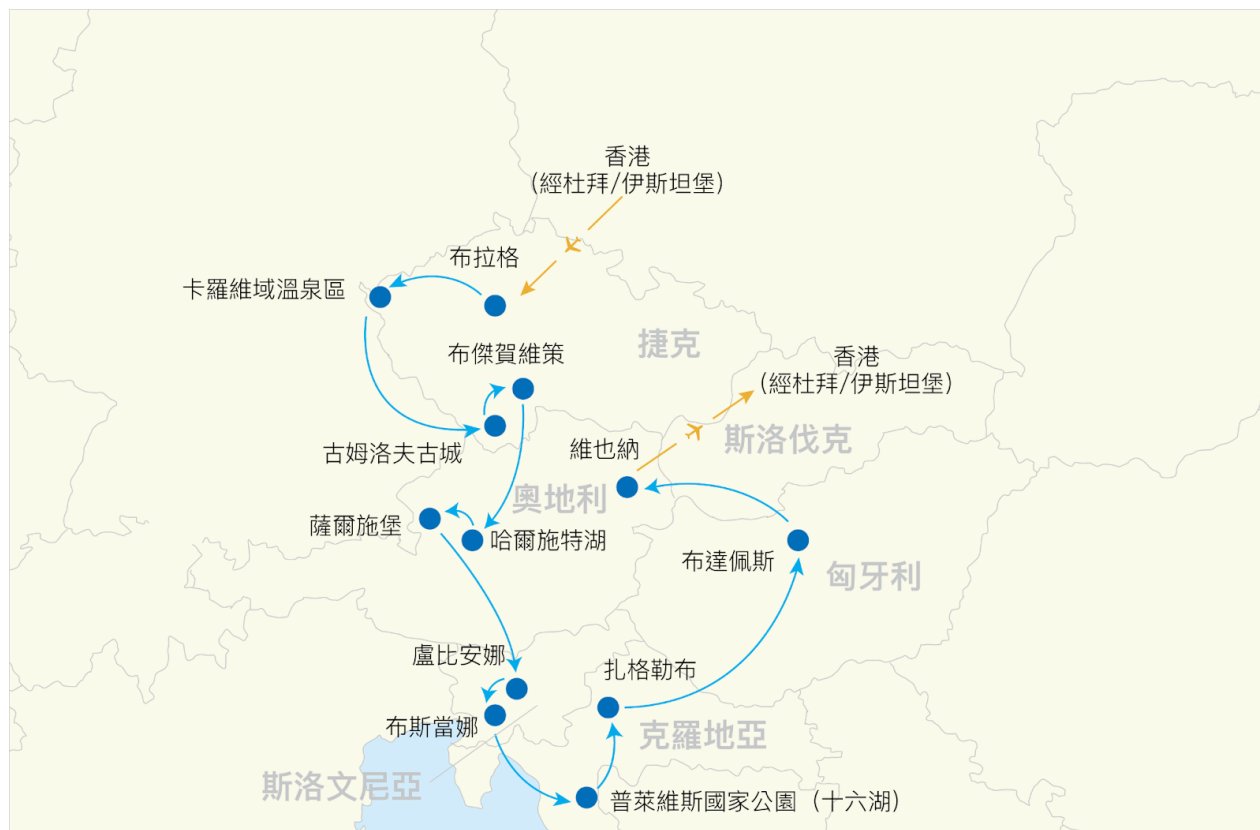 香港
(經杜拜/伊斯坦堡)
布拉格
卡羅維域溫泉區
捷克
布傑賀維策
香港
(經杜拜/伊斯坦堡)
古姆洛夫古城
維也納
斯洛伐克
奧地利
薩爾施堡
哈爾施特湖
布達佩斯
匈牙利
盧比安娜
扎格勒布
布斯當娜
克羅地亞
斯洛文尼亞
普萊維斯國家公園（十六湖）